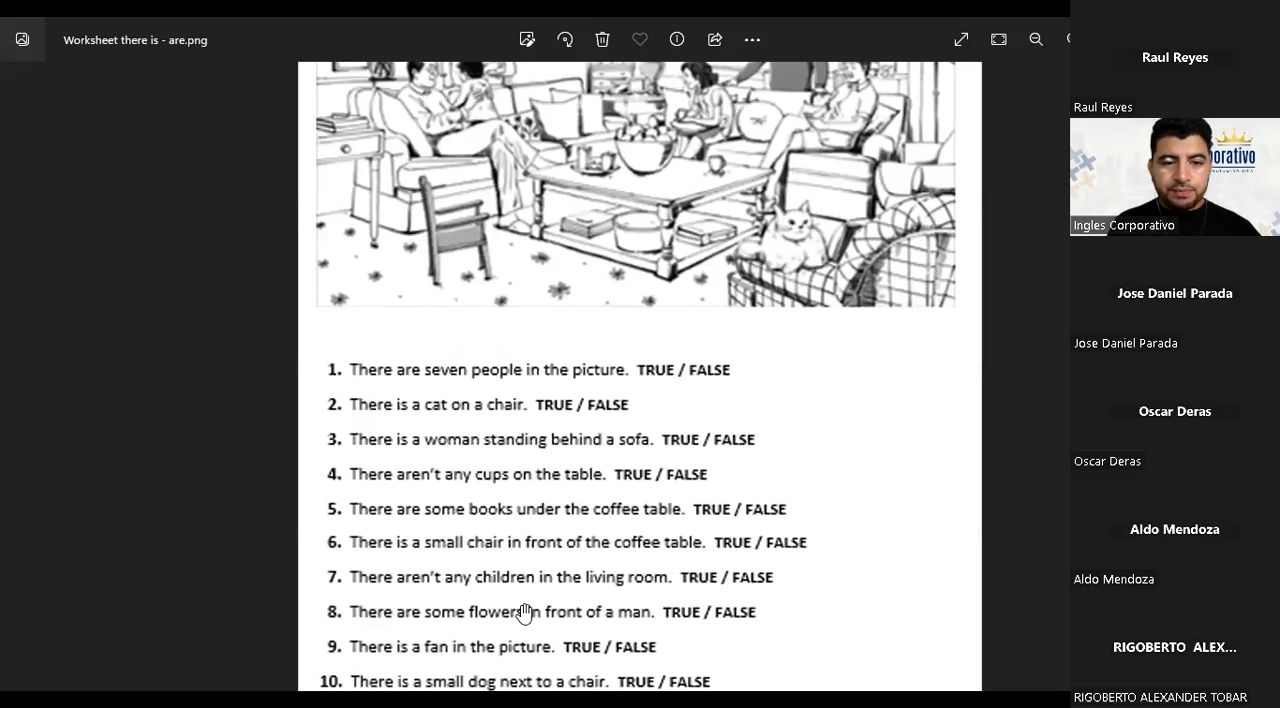 Worksheet there is - are.png
1. There are seven people in the picture. TRUE / FALSE
2. There is a cat on a chair. TRUE / FALSE
3. There is a woman standing behind a sofa. TRUE / FALSE
4. There aren't any cups on the table. TRUE / FALSE
5. There are some books under the coffee table. TRUE / FALSE
6. There is a small chair in front of the coffee table. TRUE / FALSE
7. There aren't any children in the living room. TRUE / FALSE
8. There are some flowers in front of a man. TRUE / FALSE
9. There is a fan in the picture. TRUE / FALSE
10. There is a small dog next to a chair. TRUE / FALSE
Raul Reyes
Raul Reyes
Ingles Corporativo
Jose Daniel Parada
Jose Daniel Parada
Oscar Deras
Oscar Deras
Aldo Mendoza
Aldo Mendoza
RIGOBERTO ALEX...
RIGOBERTO ALEXANDER TOBAR